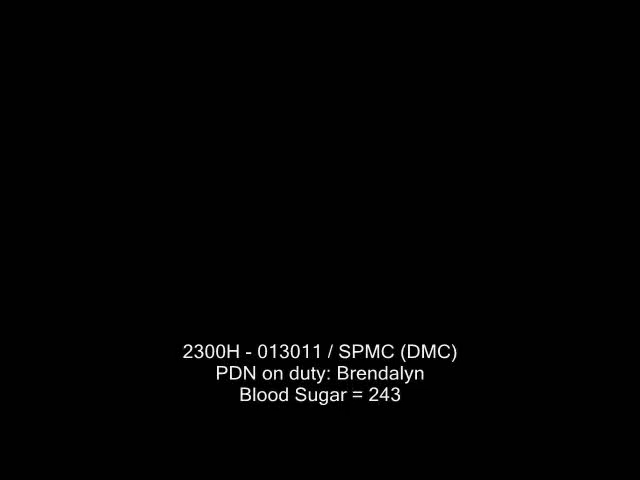 2300H - 013011 / SPMC (DMC)
PDN on duty: Brendalyn
Blood Sugar = 243